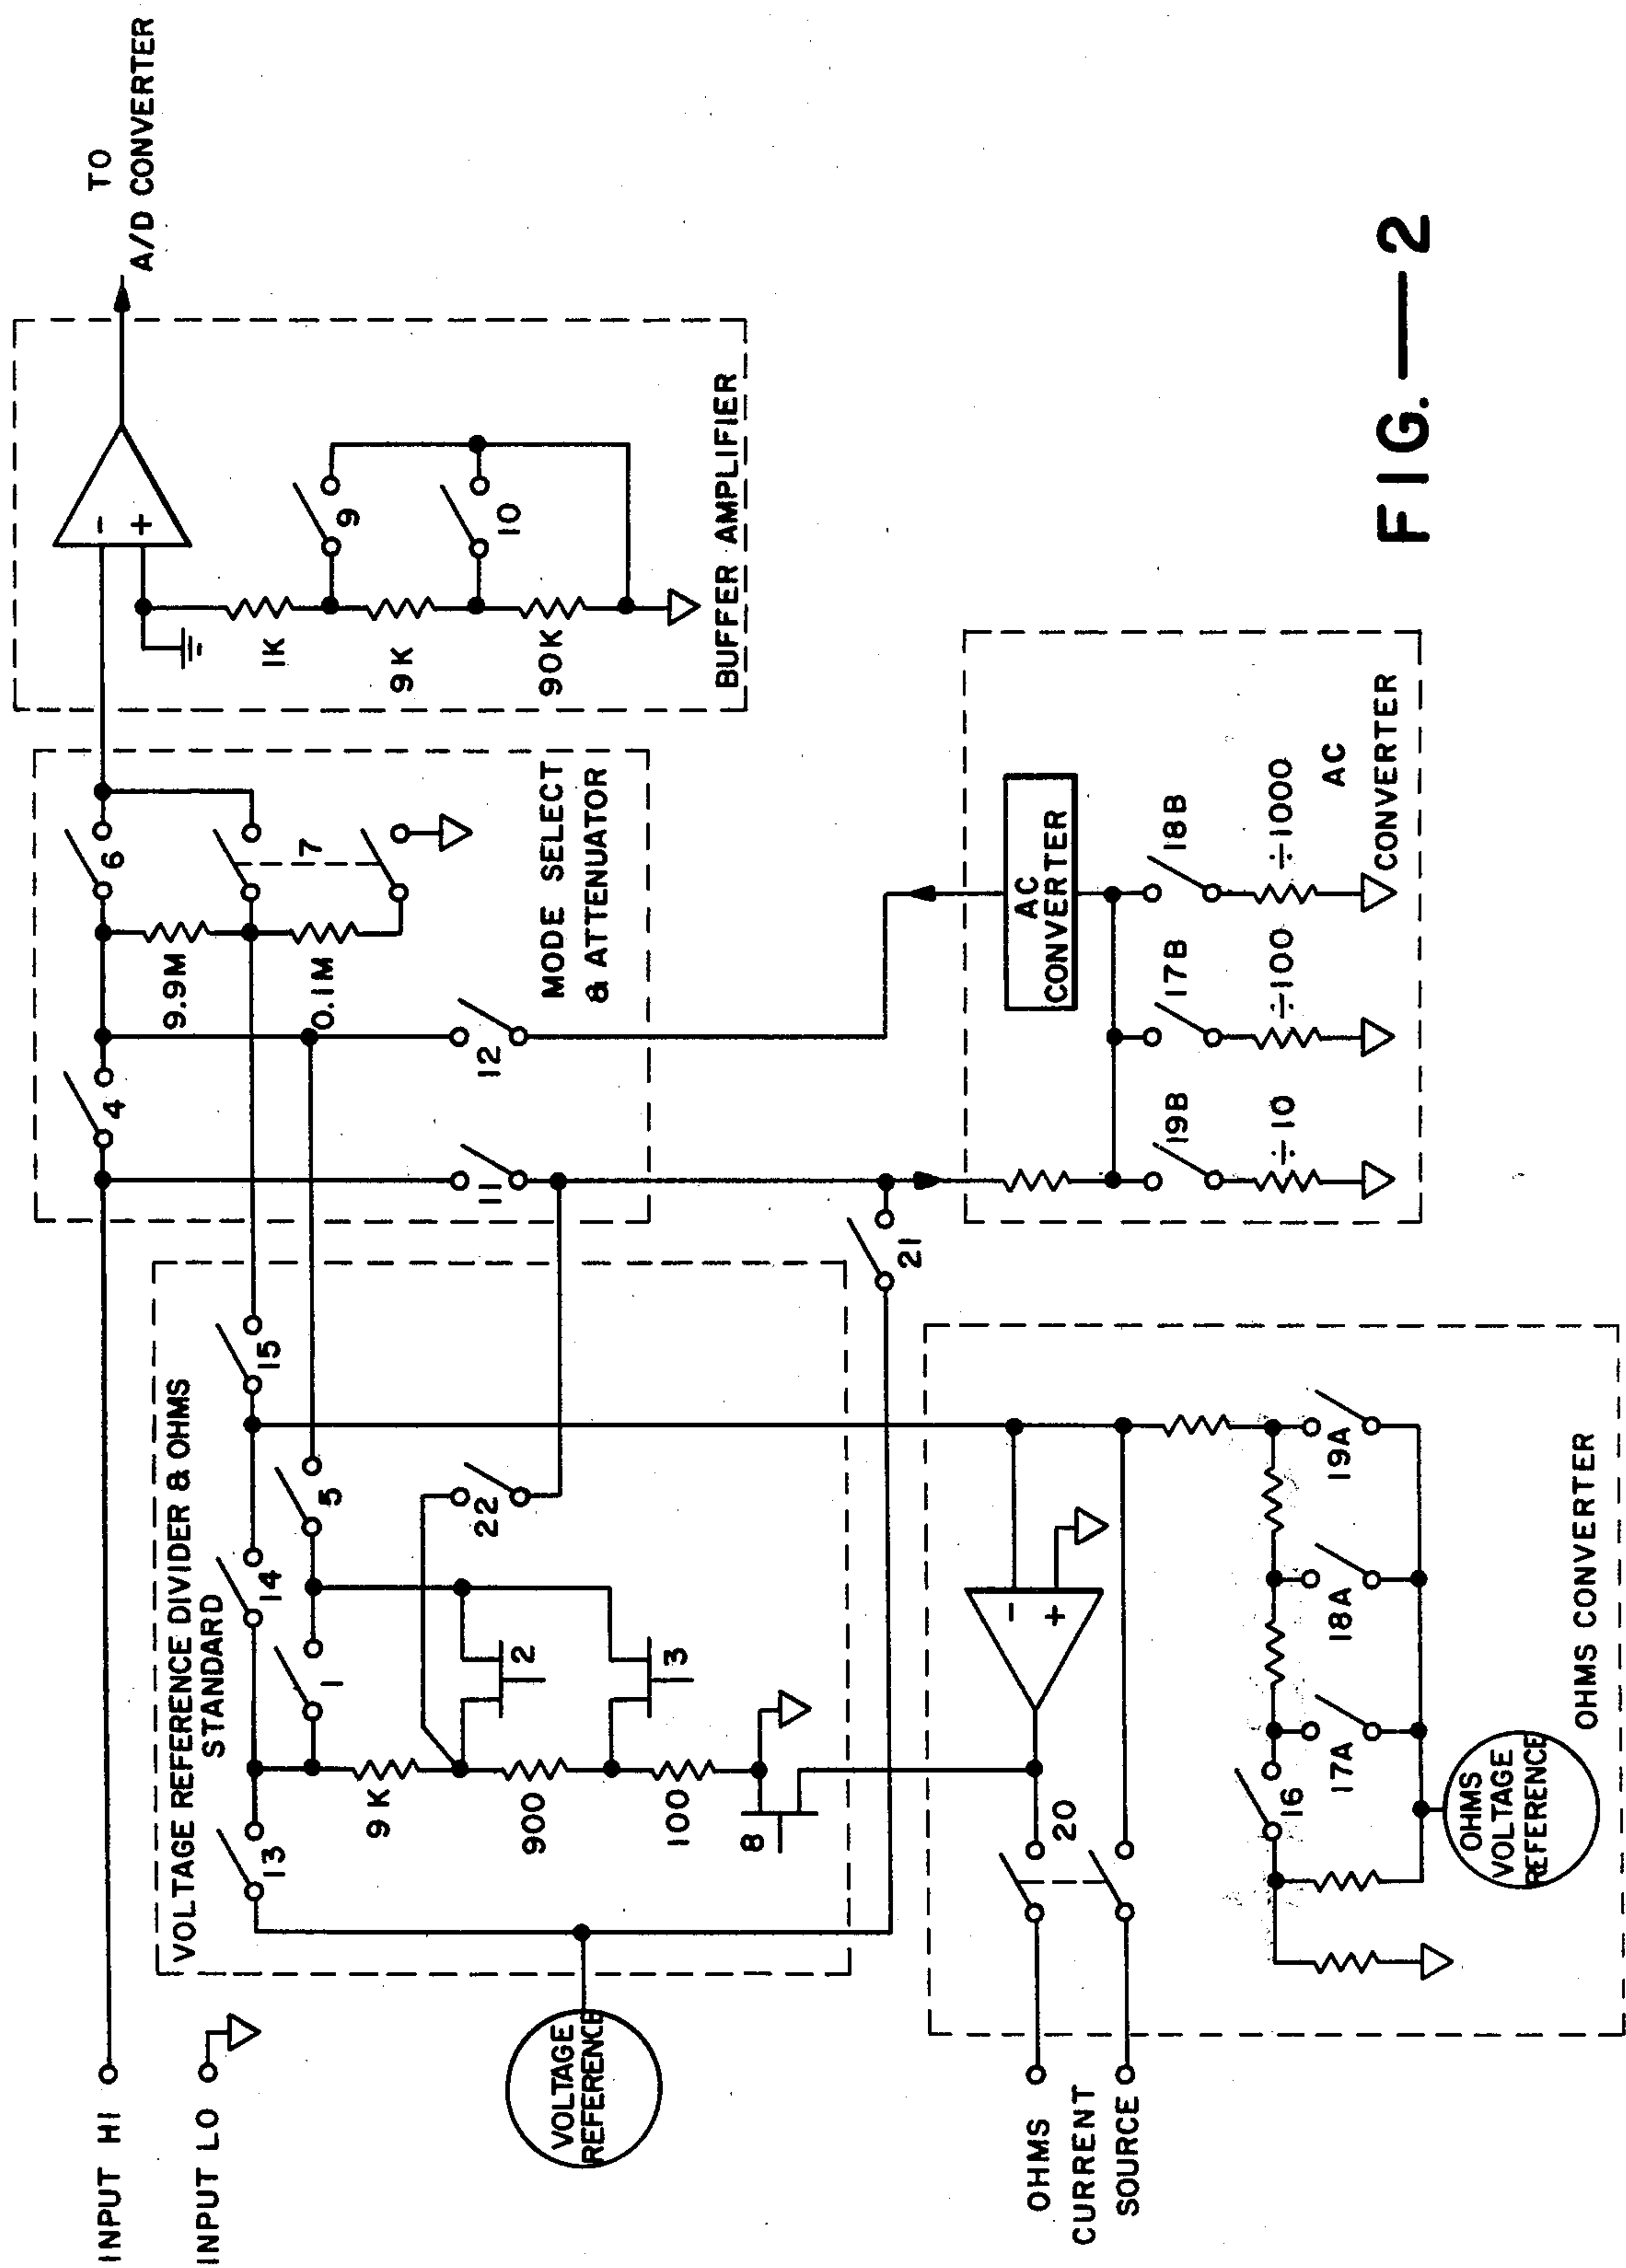 INPUT HI
INPUT LO
VOLTAGE
REFERENCE
VOLTAGE REFERENCE DIVIDER & OHMS
STANDARD
13
14
15
1
5
9K
2
22
900
3
100
8
21
4
6
9.9M
7
0.1M
11
12
MODE SELECT
& ATTENUATOR
-
+
1K
9
9K
10
90K
BUFFER AMPLIFIER
TO
A/D CONVERTER
OHMS
CURRENT
SOURCE
20
-
+
16
17A
18A
19A
OHMS
VOLTAGE
REFERENCE
OHMS CONVERTER
AC
CONVERTER
19B
17B
18B
÷10
÷100
÷1000
AC
CONVERTER
FIG.—2